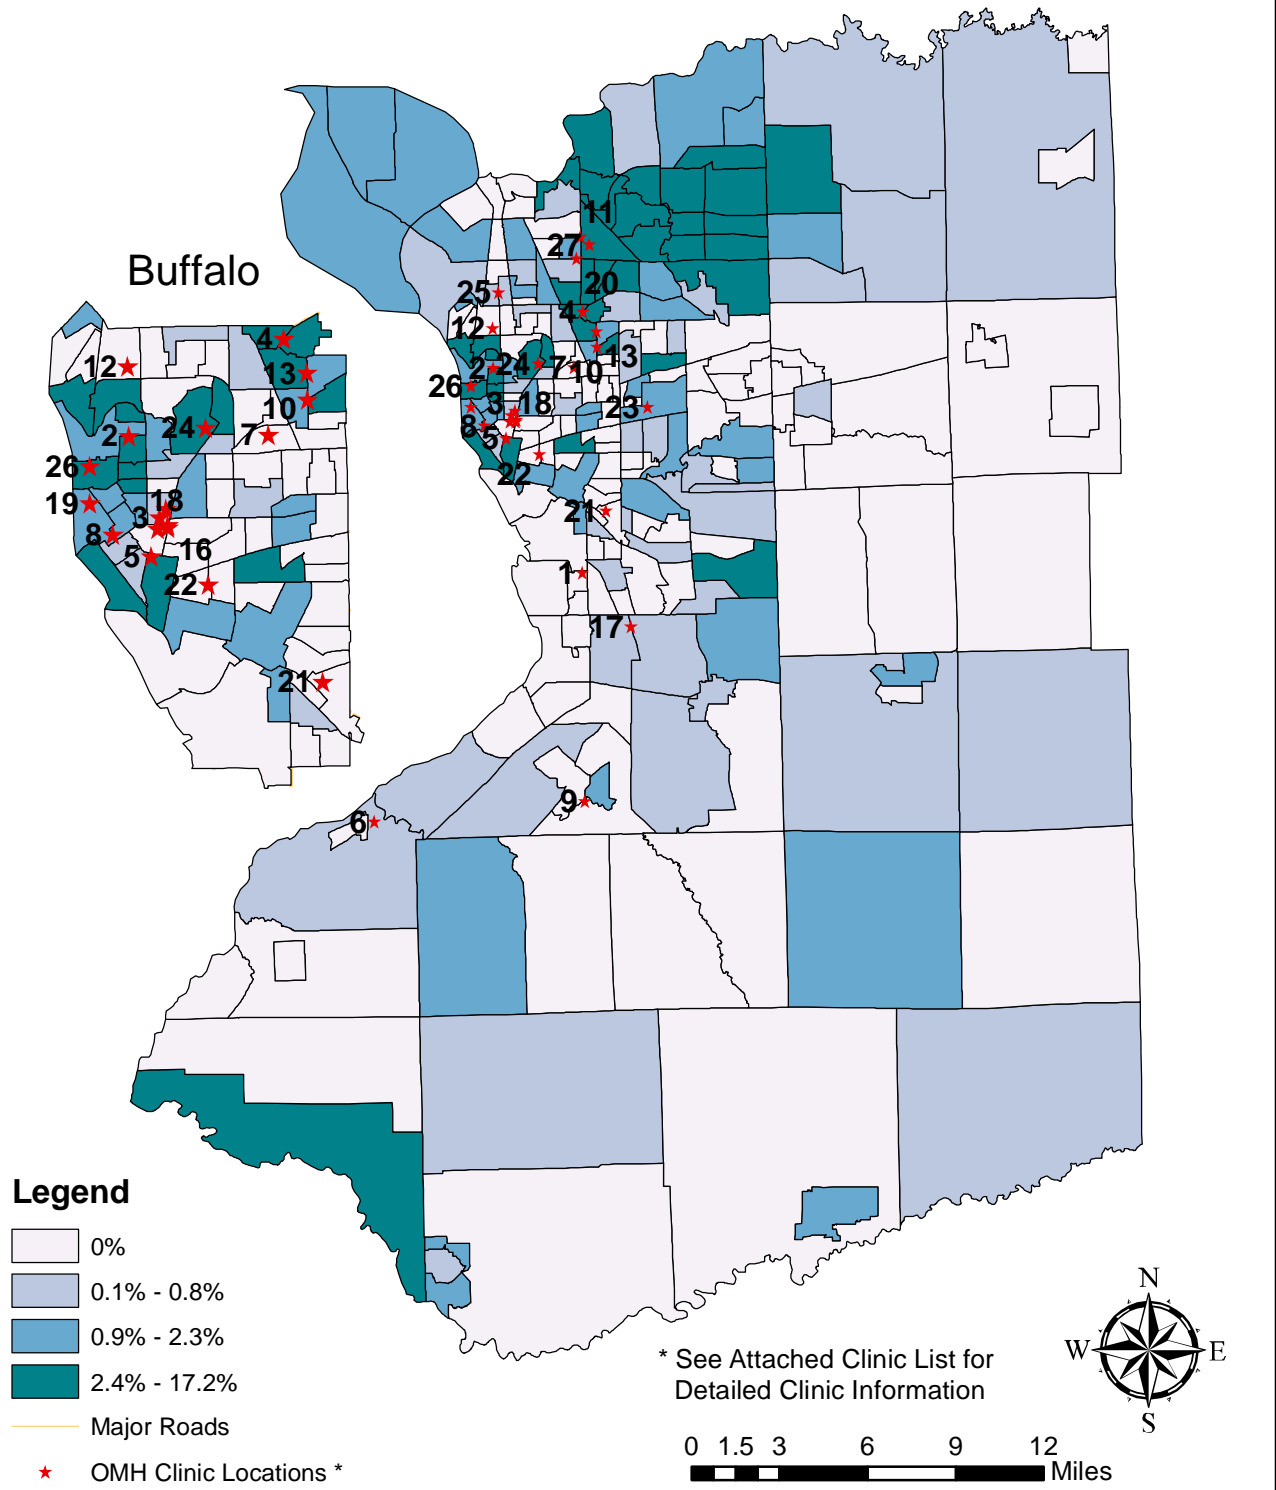 11
27
Buffalo
20
25
4
12
4
12
13
24
7
2
10
13
26
10
3
18
23
24
7
8
2
5
26
22
18
19
3
21
8
16
5
22
1
17
21
9
6
Legend
0%
0.1% - 0.8%
0.9% - 2.3%
2.4% - 17.2%
Major Roads
OMH Clinic Locations *
* See Attached Clinic List for
Detailed Clinic Information
N
W E
S
0 1.5 3 6 9 12
Miles